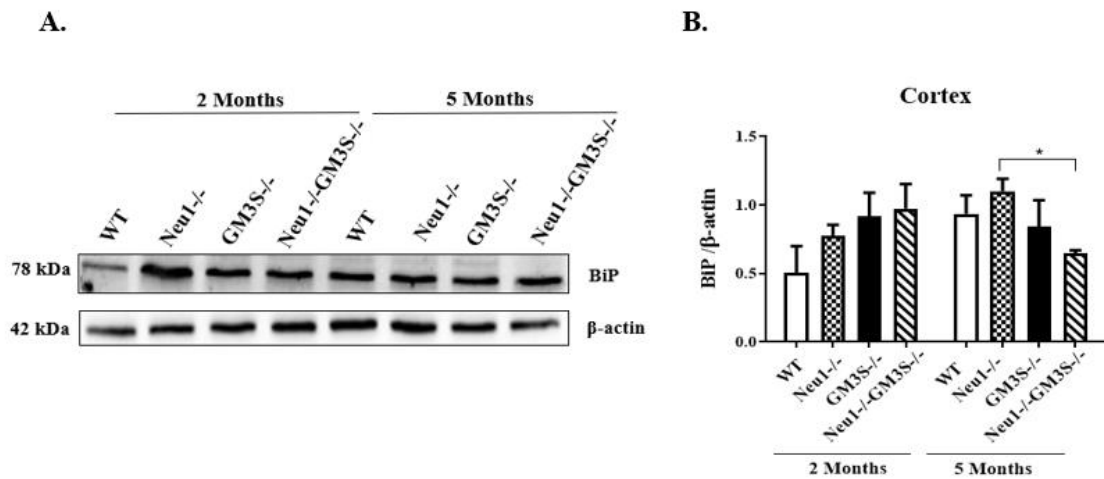 A.
2 Months
5 Months
WT
Neu1-/-
GM3S-/-
Neu1-/-GM3S-/-
WT
Neu1-/-
GM3S-/-
Neu1-/-GM3S-/-
78 kDa
BiP
42 kDa
β-actin
B.
Cortex
*
BiP /β-actin
1.5
1.0
0.5
0.0
WT
Neu1-/-
GM3S-/-
Neu1-/-GM3S-/-
WT
Neu1-/-
GM3S-/-
Neu1-/-GM3S-/-
2 Months
5 Months